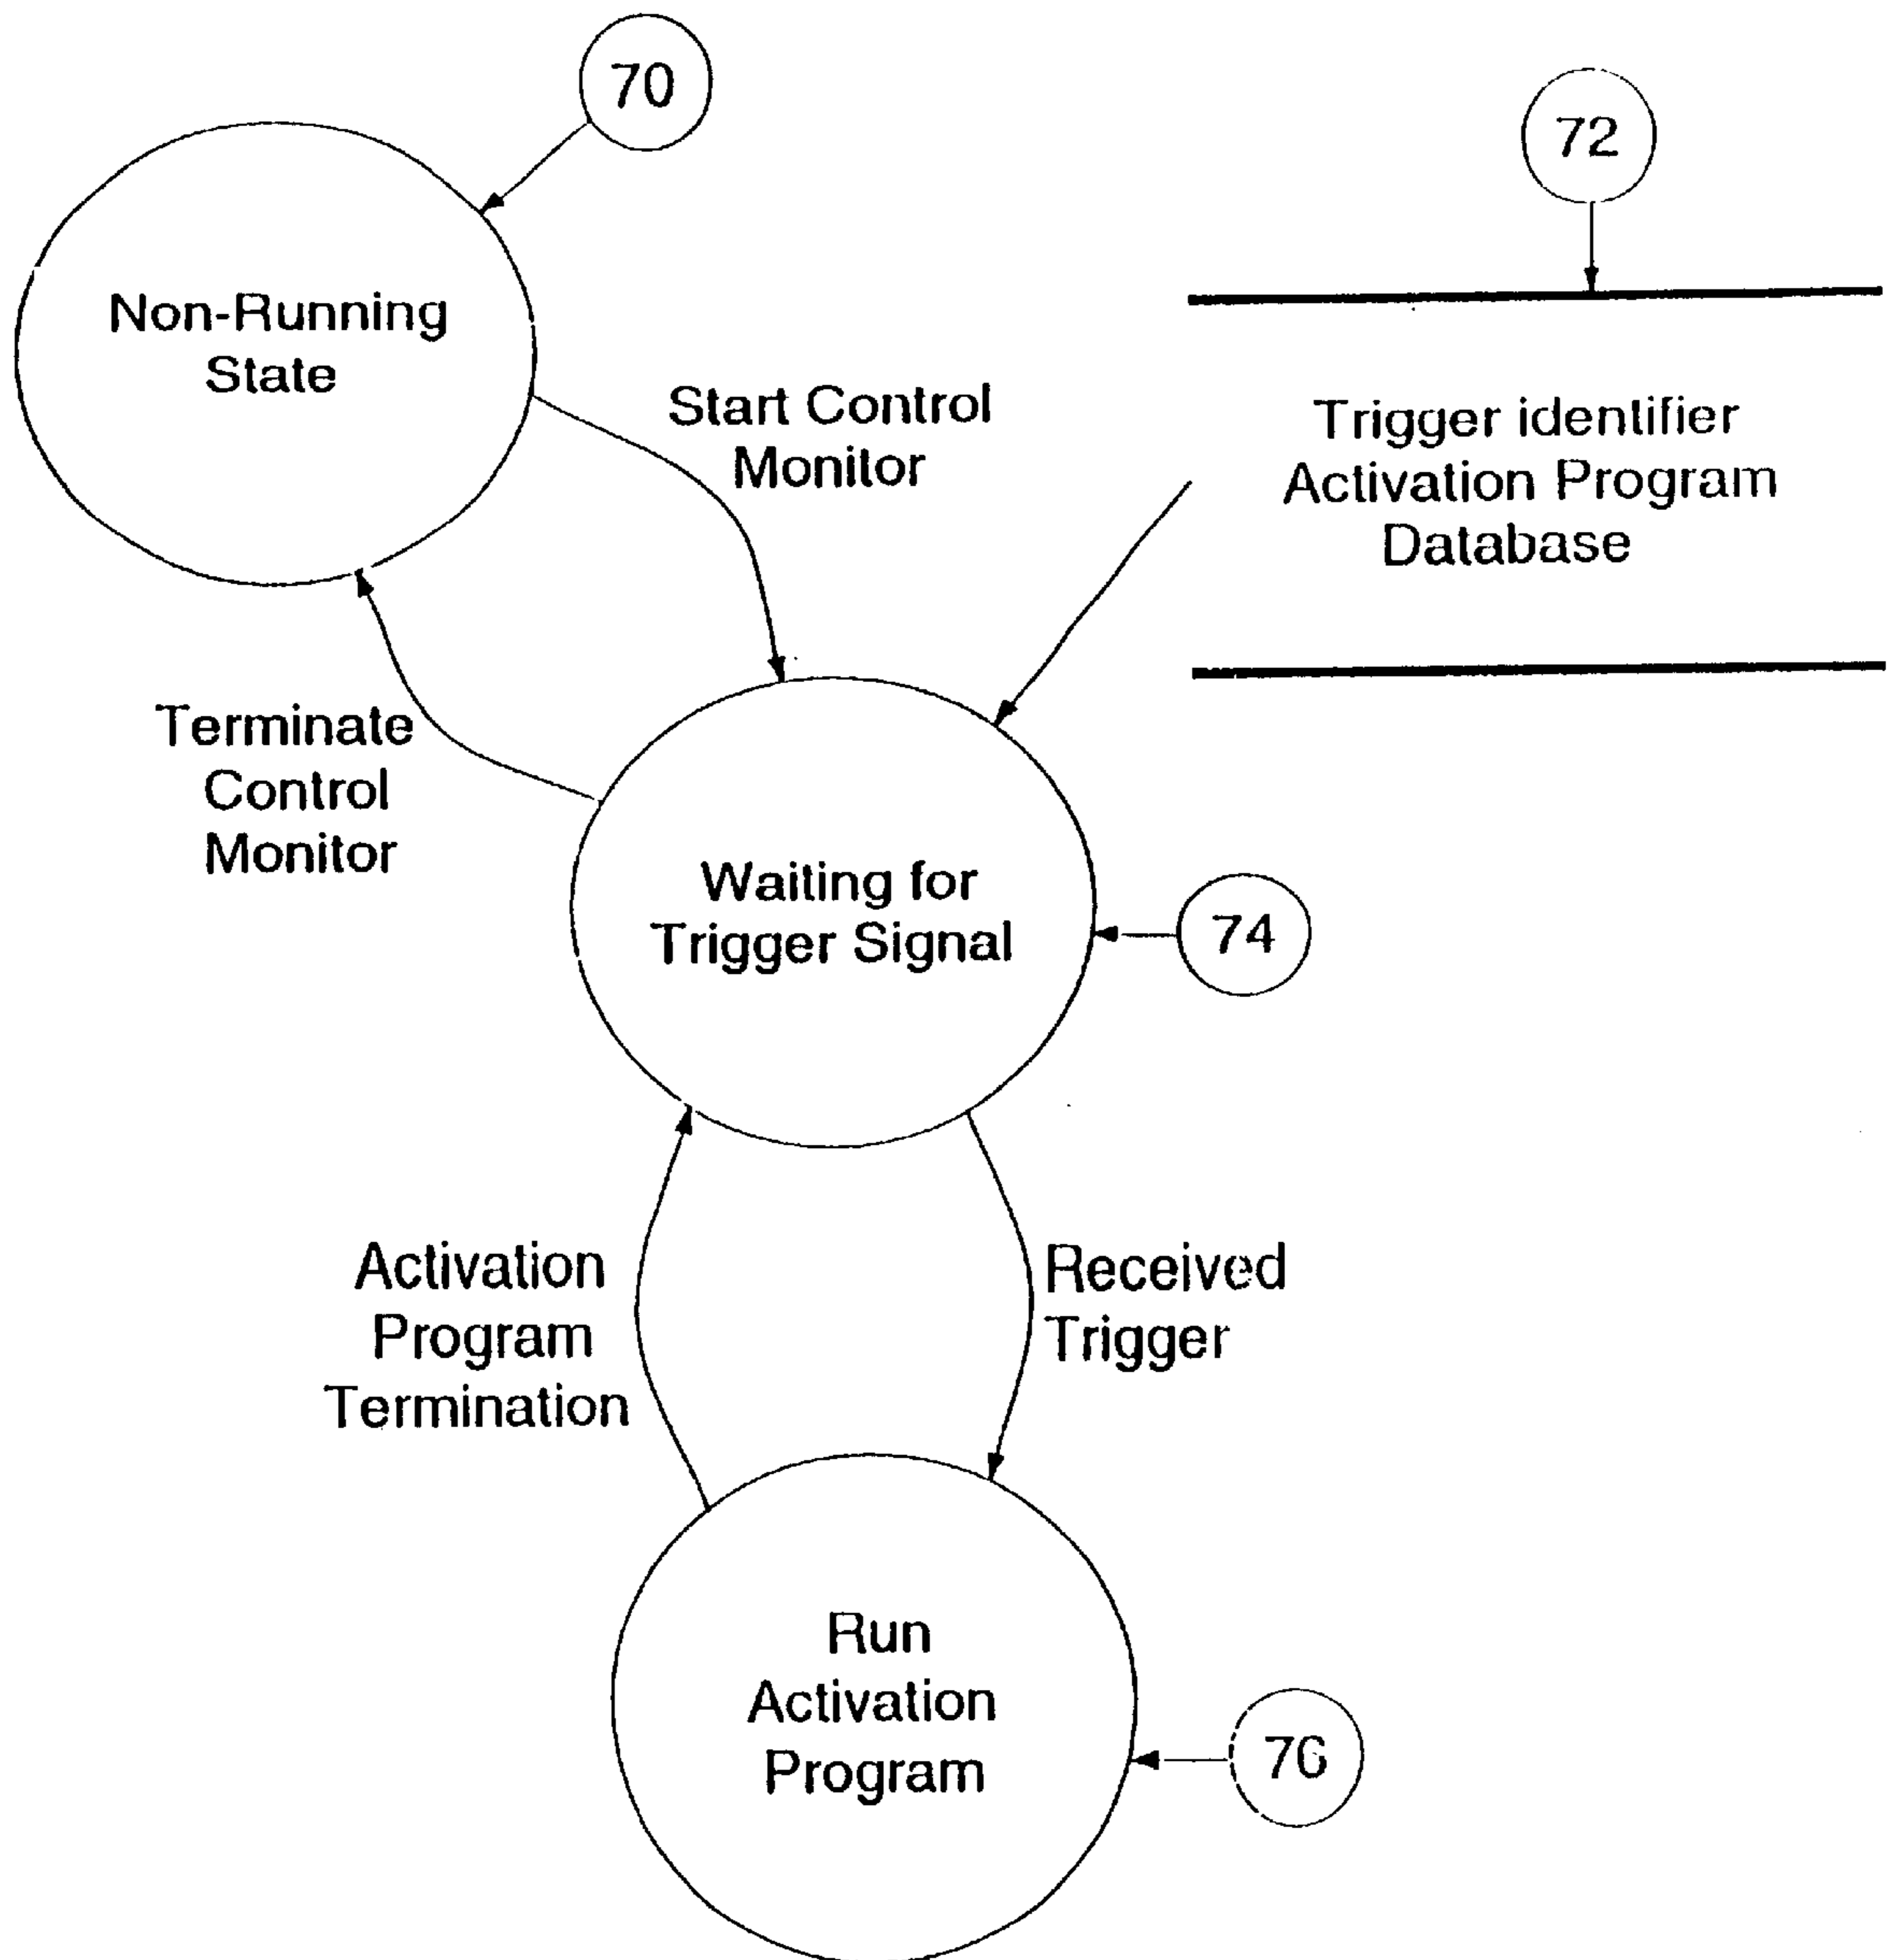 70
72
Non-Running
State
Start Control
Monitor
Trigger identifier
Activation Program
Database
Terminate
Control
Monitor
Waiting for
Trigger Signal
74
Activation
Program
Termination
Received
Trigger
Run
Activation
Program
76